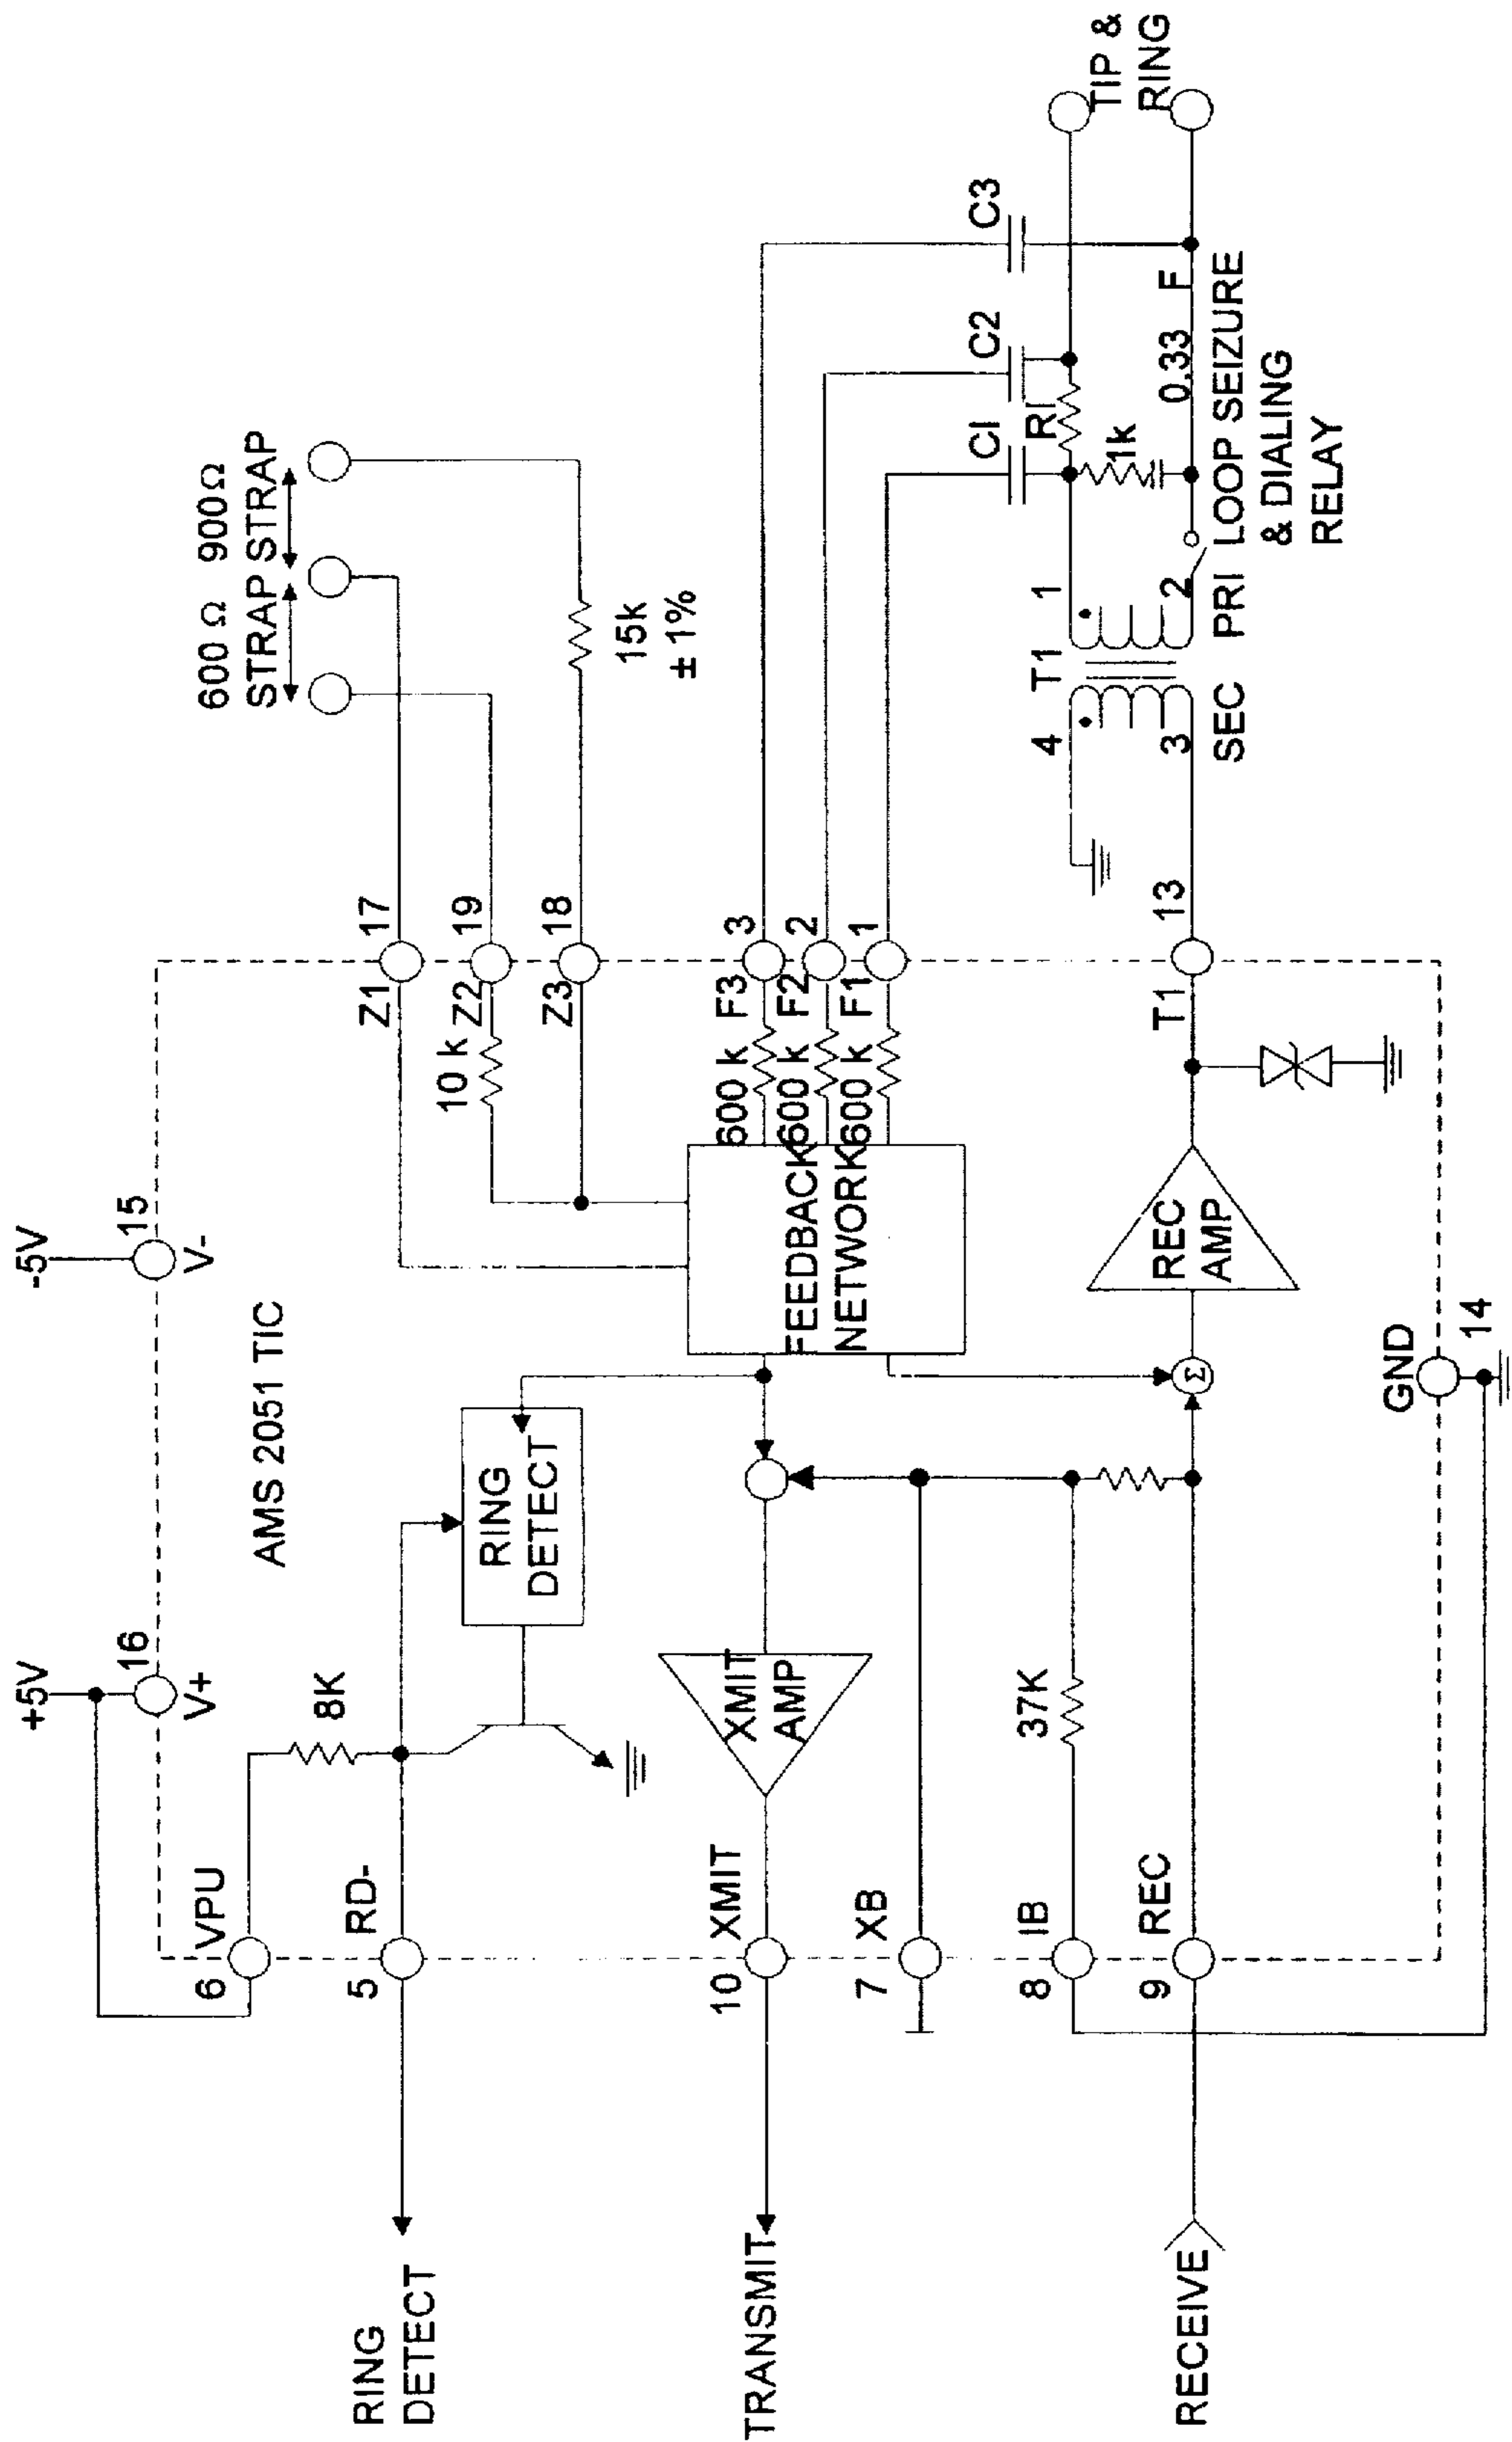 +5V
-5V
16
V+
15
V-
AMS 2051 TIC
600 Ω
STRAP
900Ω
STRAP
6
VPU
8K
5
RD-
RING
DETECT
RING
DETECT
Z1
17
10 k
Z2
19
Z3
18
15k
± 1%
10
XMIT
TRANSMIT
XMIT
AMP
FEEDBACK
NETWORK
600 k
F3
3
600 k
F2
2
600 k
F1
1
7
XB
8
IB
37K
9
REC
RECEIVE
Σ
REC
AMP
T1
13
4
T1
1
3
2
SEC
PRI
C1
C2
C3
R1
1k
0.33
F
LOOP SEIZURE
& DIALING
RELAY
TIP &
RING
GND
14